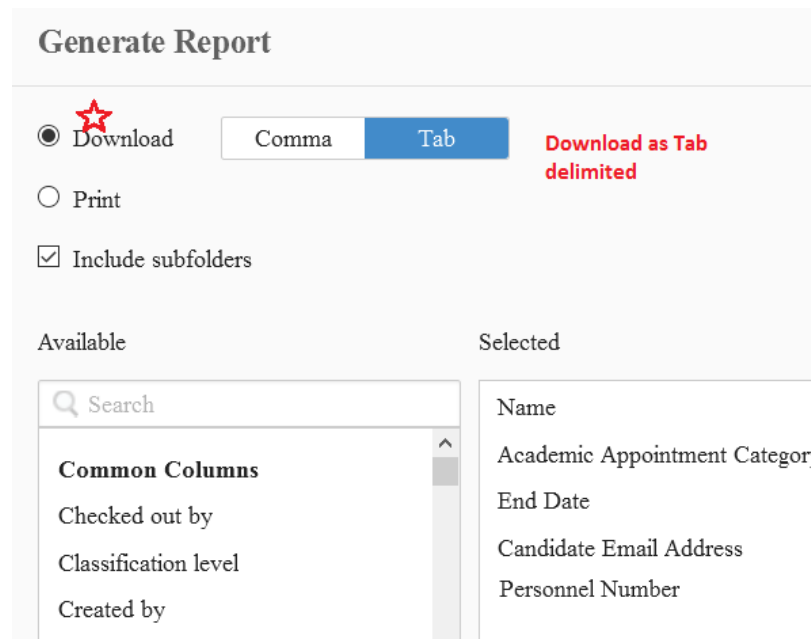 Generate Report
Download
Comma
Tab
Download as Tab
delimited
Print
Include subfolders
Available
Selected
Search
Common Columns
Checked out by
Classification level
Created by
Name
Academic Appointment Category
End Date
Candidate Email Address
Personnel Number